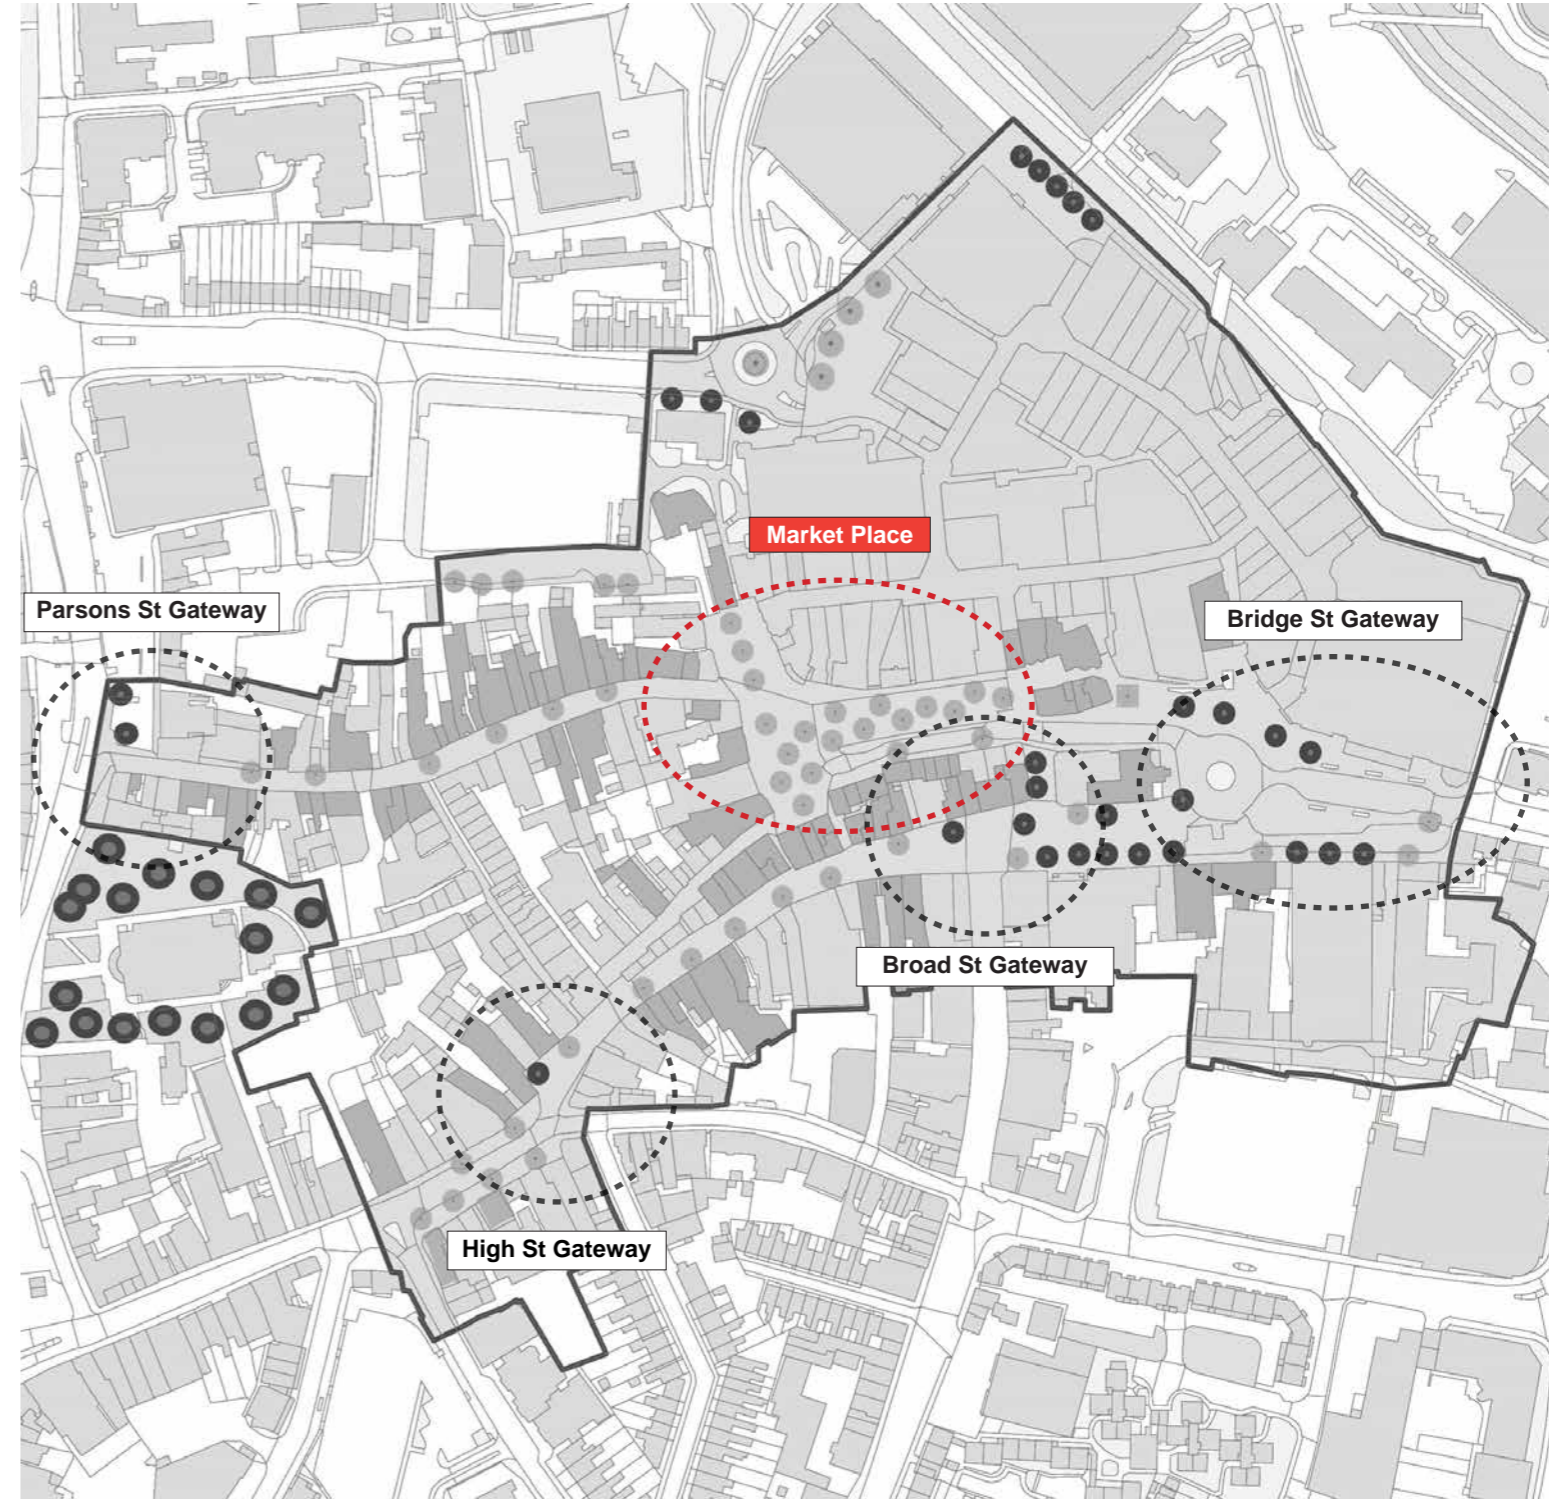 Market Place
Parsons St Gateway
Bridge St Gateway
Broad St Gateway
High St Gateway